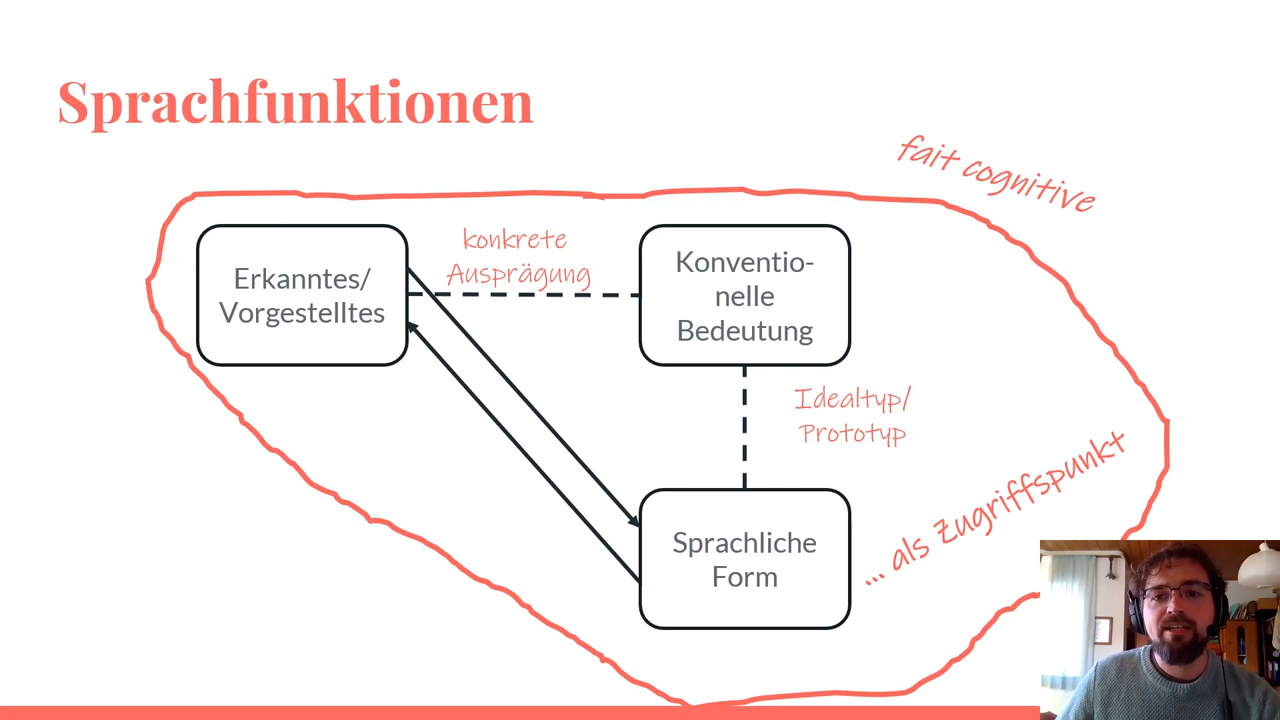 Sprachfunktionen
fait cognitive
konkrete
Ausprägung
Erkanntes/
Vorgestelltes
Konventio-
nelle
Bedeutung
Idealtyp/
Prototyp
... als Zugriffspunkt
Sprachliche
Form